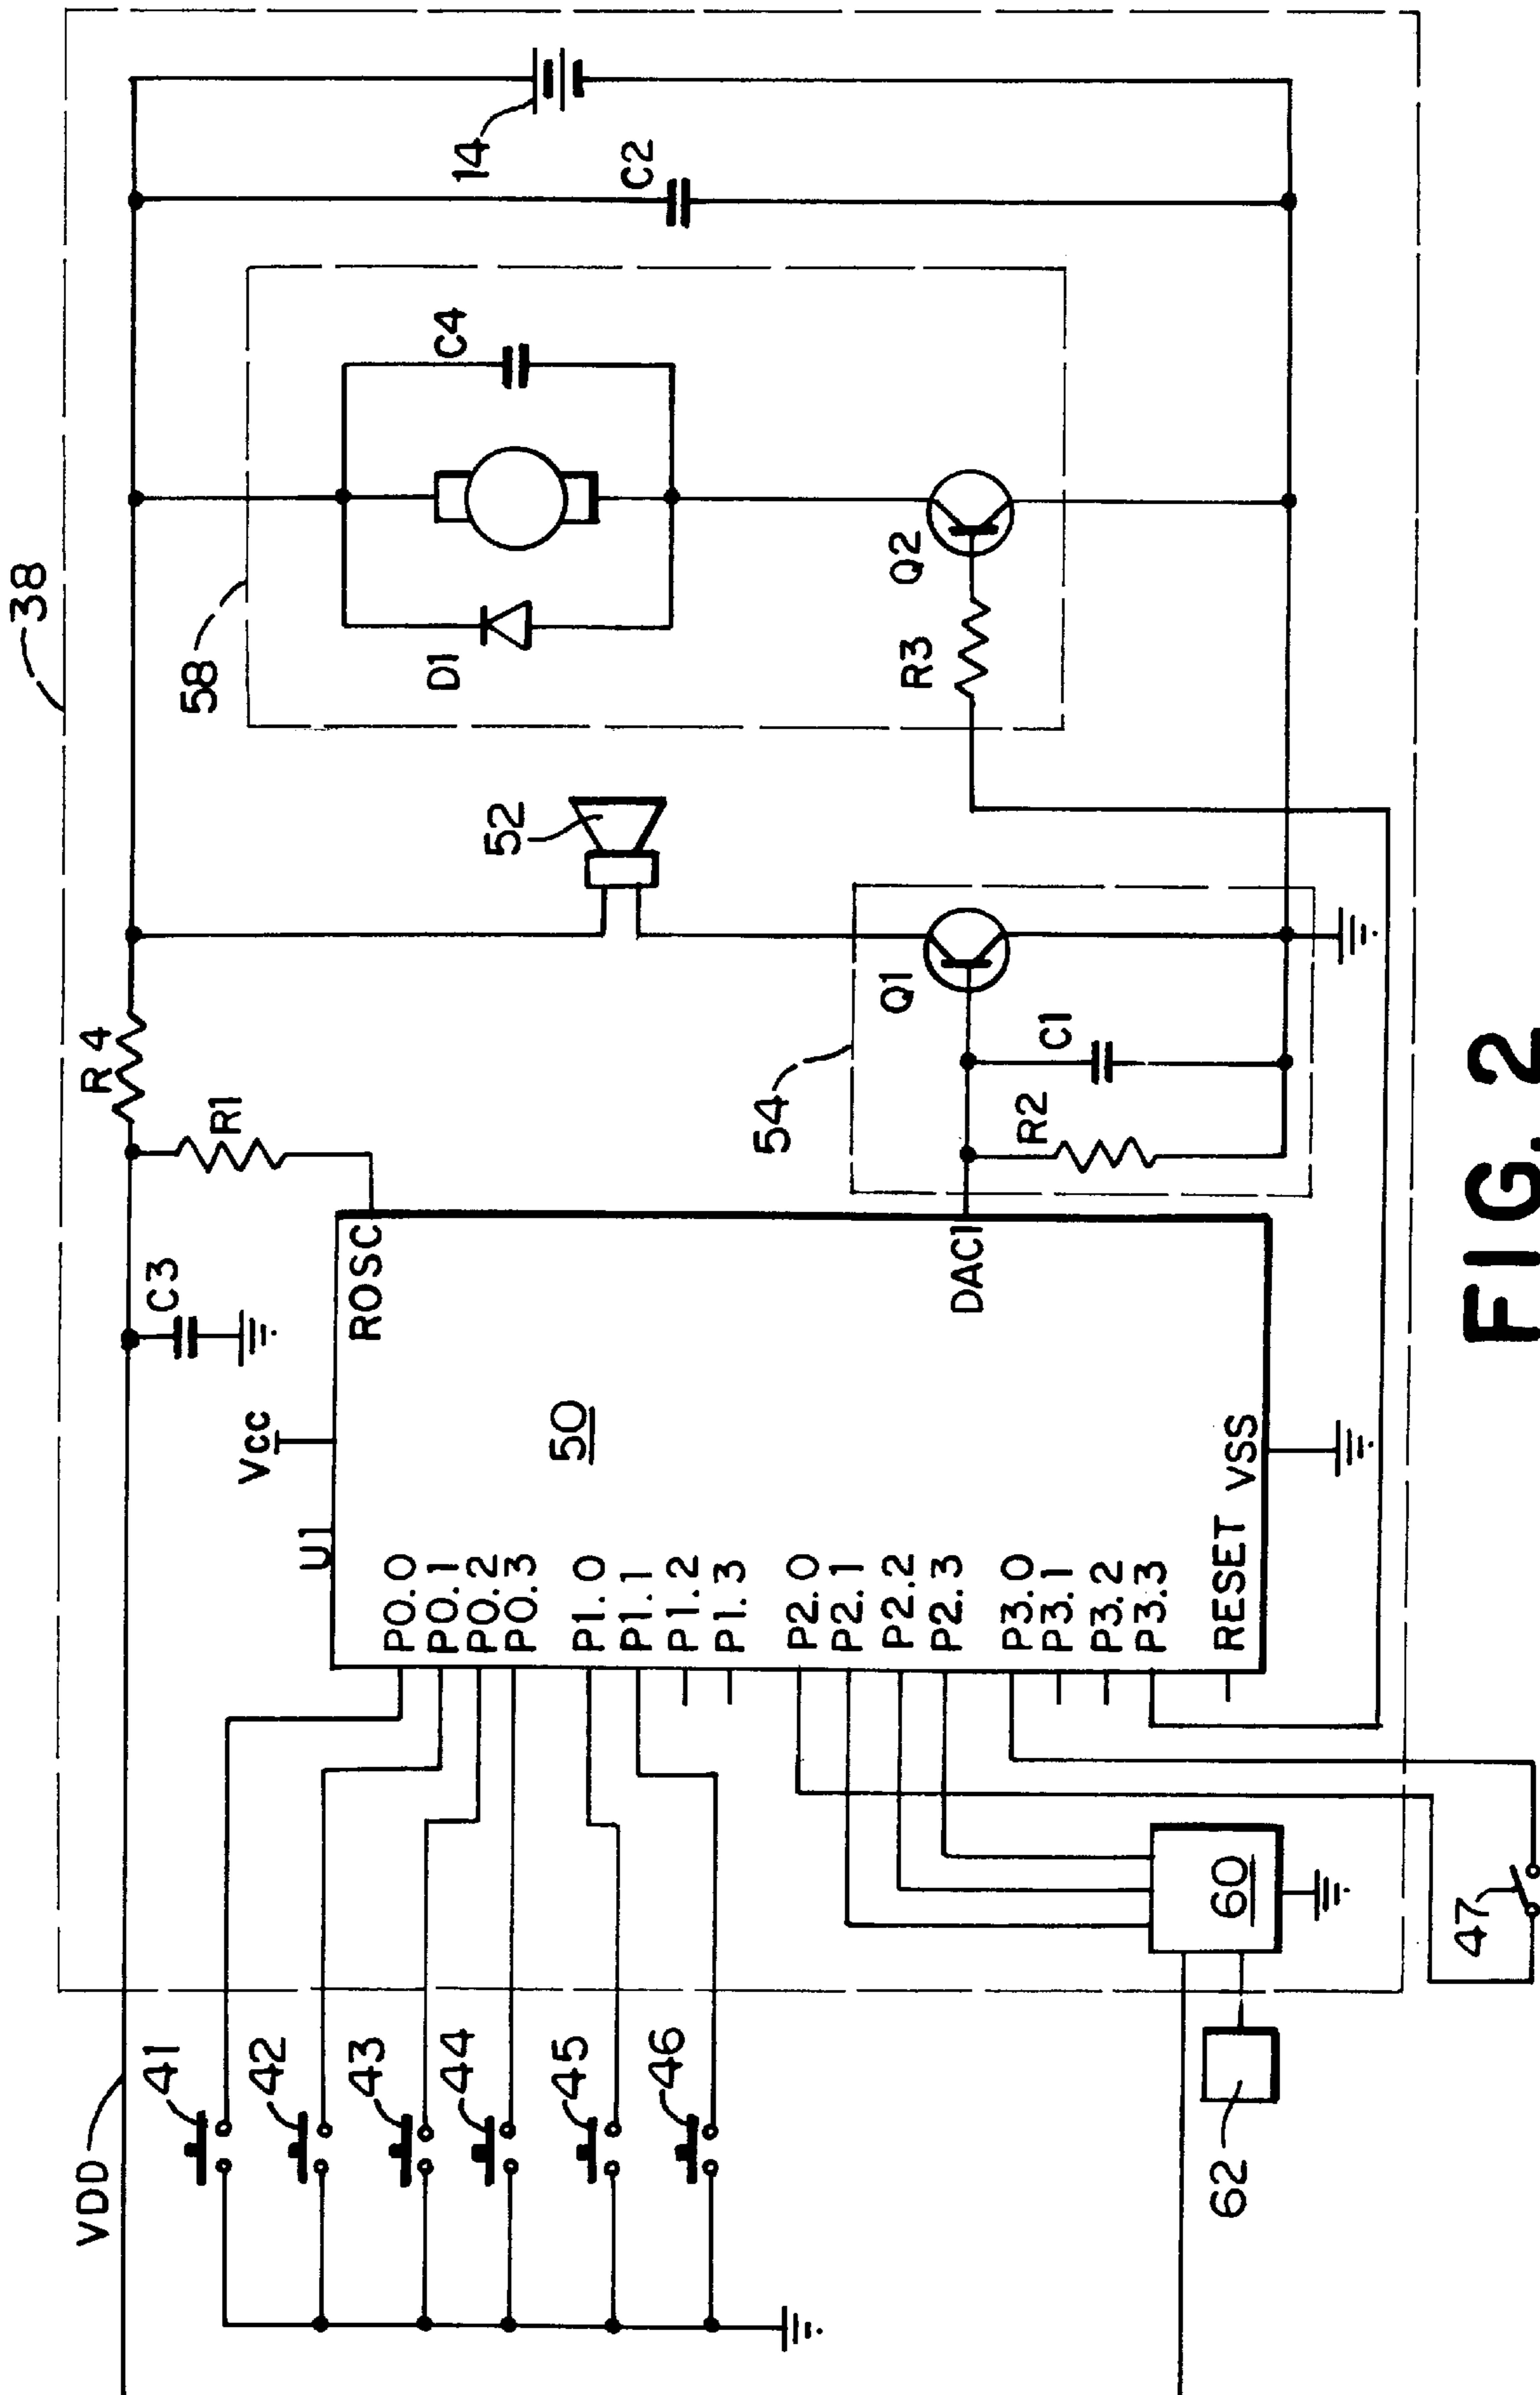 38
VDD
R4
R1
C3
Vcc
U1
ROSC
50
DAC1
P0.0
P0.1
P0.2
P0.3
P1.0
P1.1
P1.2
P1.3
P2.0
P2.1
P2.2
P2.3
P3.0
P3.1
P3.2
P3.3
RESET
VSS
41
42
43
44
45
46
62
60
47
52
54
Q1
C1
R2
58
D1
C4
Q2
R3
C2
14
FIG. 2